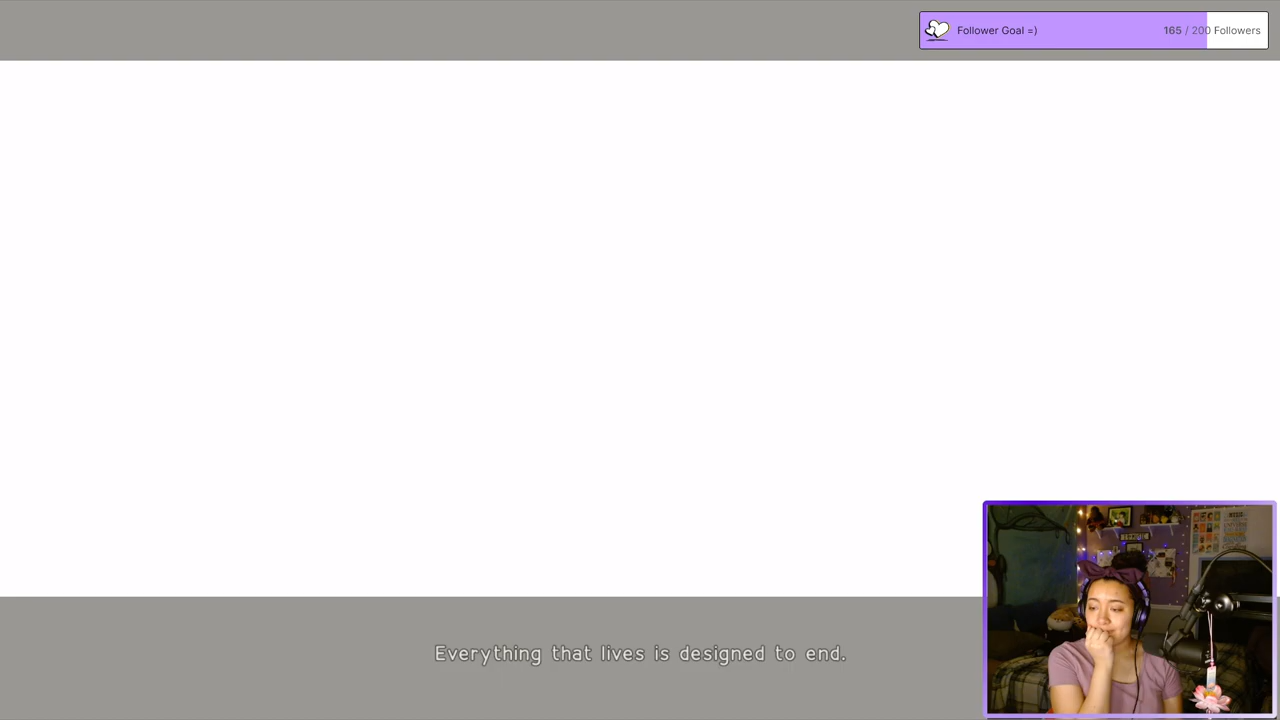 Follower Goal =)
165 / 200 Followers
Everything that lives is designed to end.